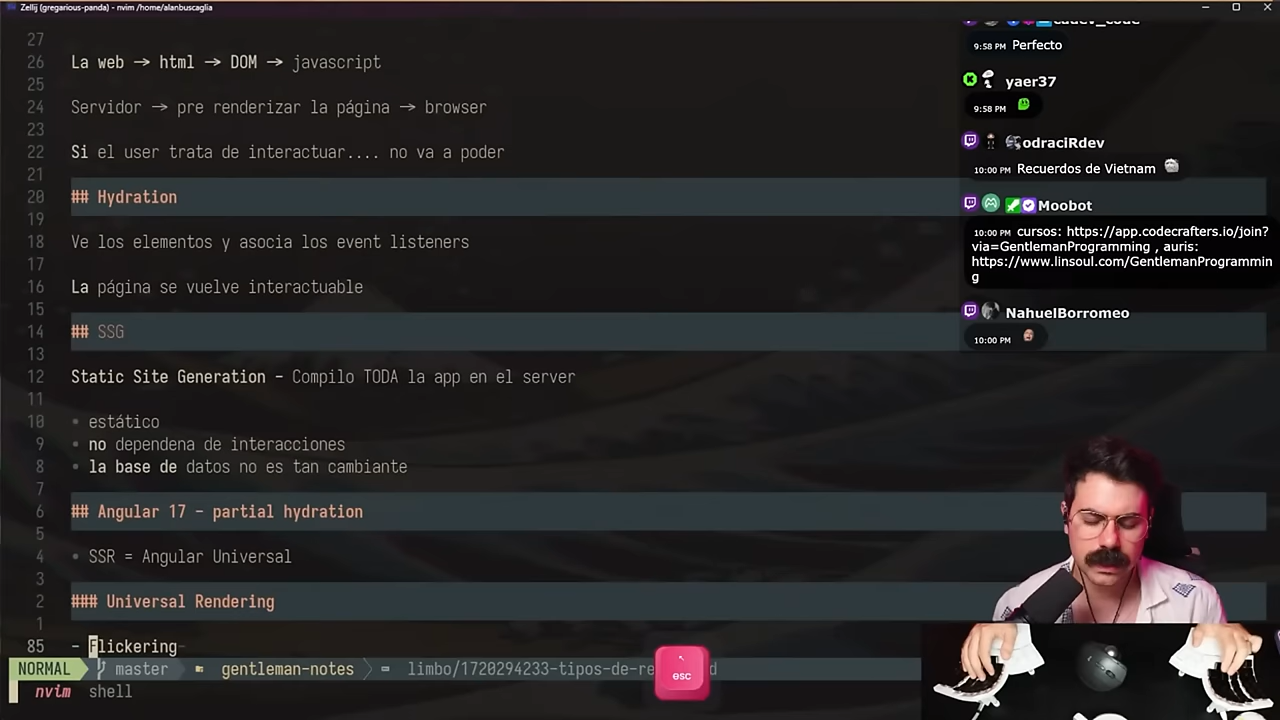 Zellij (gregarious-panda) - nvim /home/alanbuscaglia
27
26 La web → html → DOM → javascript
25
24 Servidor → pre renderizar la página → browser
23
22 Si el user trata de interactuar.... no va a poder
21
20 ## Hydration
19
18 Ve los elementos y asocia los event listeners
17
16 La página se vuelve interactuable
15
14 ## SSG
13
12 Static Site Generation - Compilo TODA la app en el server
11
10 • estático
9 • no dependena de interacciones
8 • la base de datos no es tan cambiante
7
6 ## Angular 17 - partial hydration
5
4 • SSR = Angular Universal
3
2 ### Universal Rendering
1
85 - Flickering
NORMAL master gentleman-notes limbo/1720294233-tipos-de-re
nvim shell
esc
9:58 PM Perfecto
yaer37
9:58 PM
odraciRdev
10:00 PM Recuerdos de Vietnam
Moobot
10:00 PM cursos: https://app.codecrafters.io/join?
via=GentlemanProgramming , auris:
https://www.linsoul.com/GentlemanProgrammin
g
NahuelBorromeo
10:00 PM